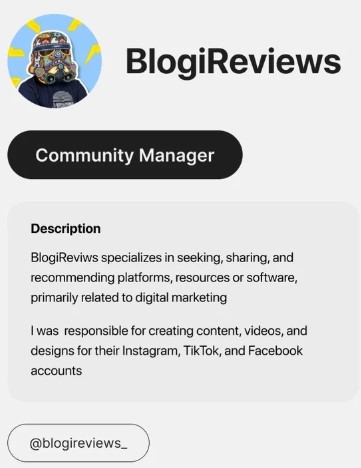 BlogiReviews
Community Manager
Description
BlogiReviws specializes in seeking, sharing, and
recommending platforms, resources or software,
primarily related to digital marketing
I was  responsible for creating content, videos, and
designs for their Instagram, TikTok, and Facebook
accounts
@blogireviews_